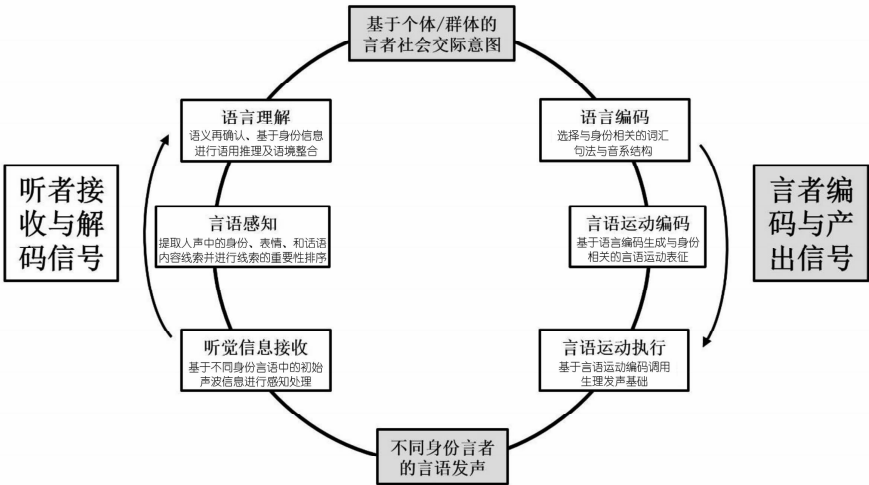 基于个体/群体的
言者社会交际意图
语言理解
语义再确认、基于身份信息
进行语用推理及语境整合
语言编码
选择与身份相关的词汇
句法与音系结构
听者接
收与解
码信号
言语感知
提取人声中的身份、表情、和话语
内容线索并进行线索的重要性排序
言语运动编码
基于语言编码生成与身份
相关的言语运动表征
言者编
码与产
出信号
听觉信息接收
基于不同身份言语中的初始
声波信息进行感知处理
言语运动执行
基于言语运动编码调用
生理发声基础
不同身份言者
的言语发声